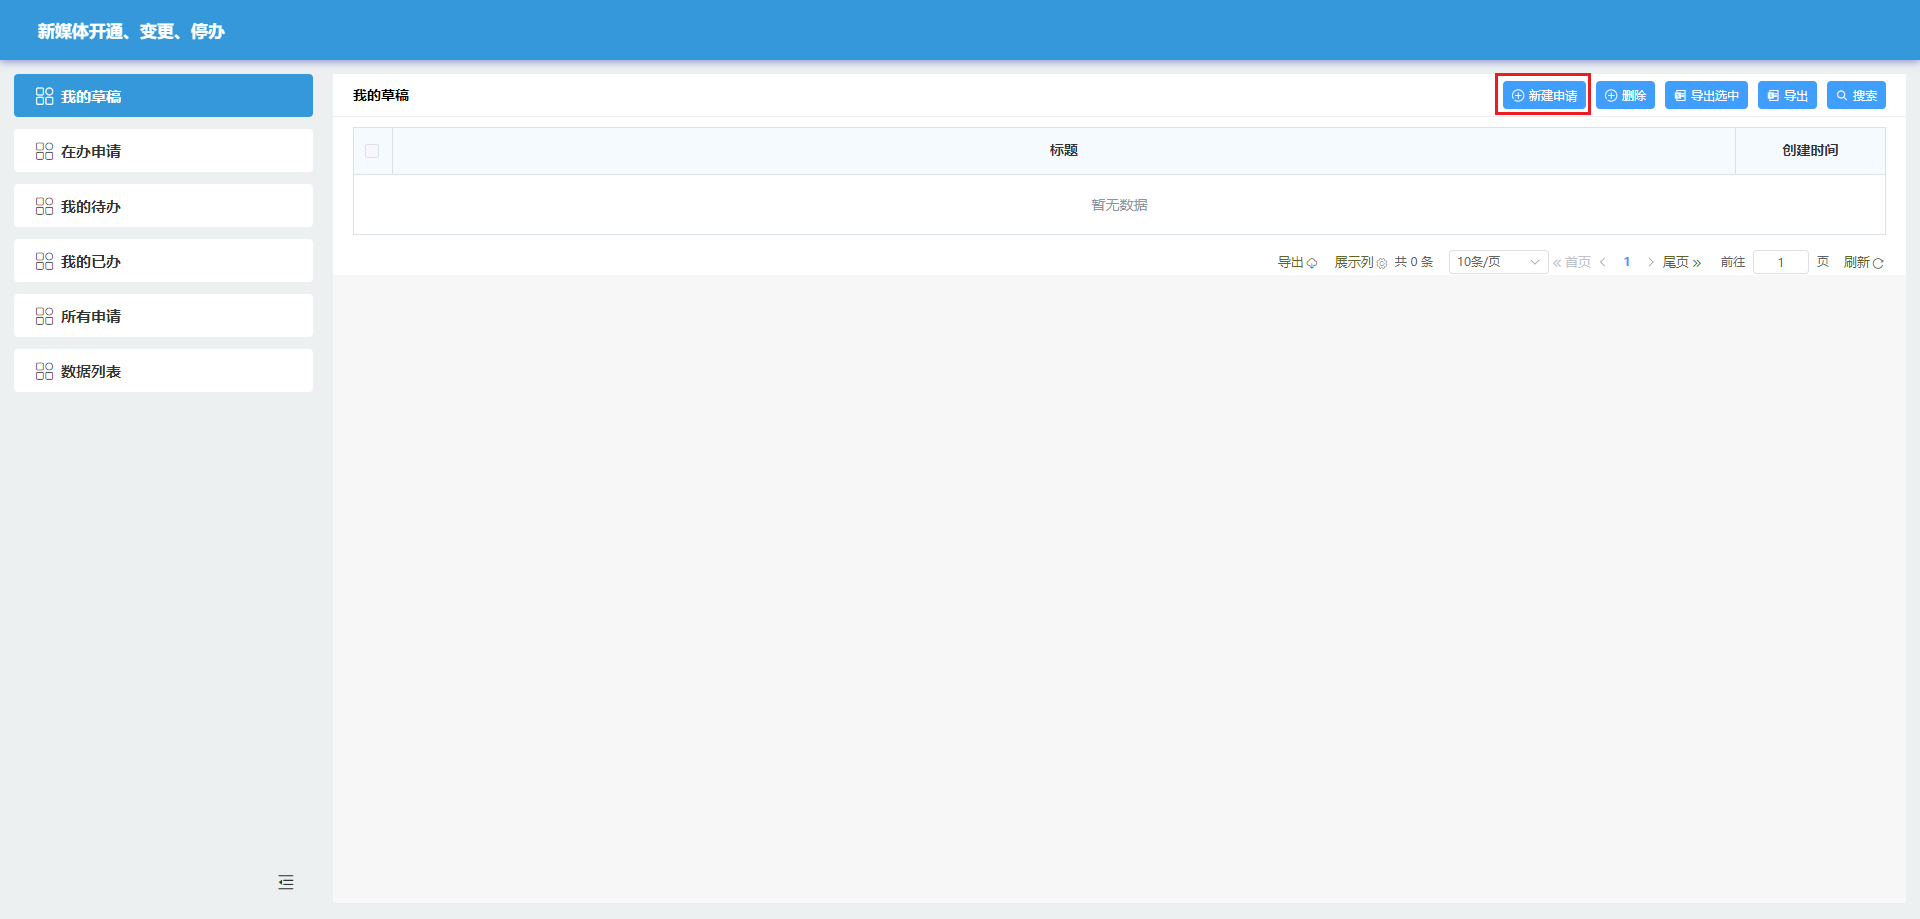 新媒体开通、变更、停办
我的草稿
在办申请
我的待办
我的已办
所有申请
数据列表
我的草稿
新建申请 删除 导出选中 导出 搜索
标题 创建时间
暂无数据
导出 展示列 共 0 条 10条/页 首页 1 尾页 前往 1 页 刷新